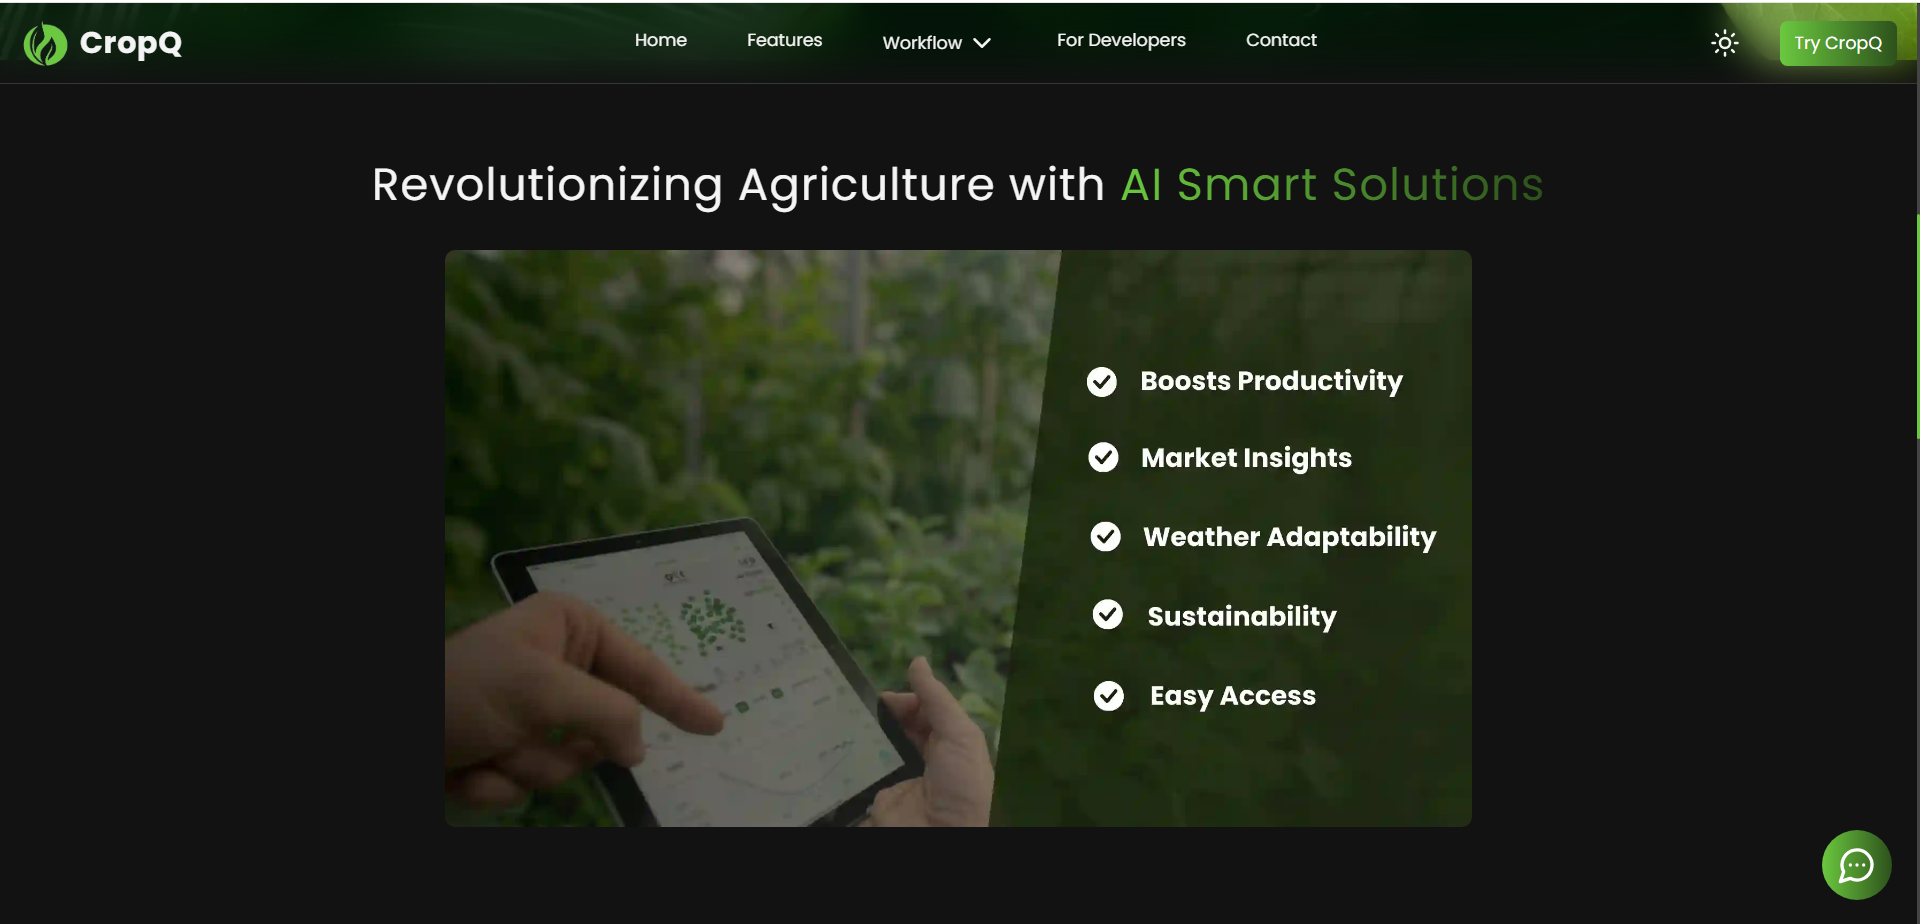 CropQ
Home
Features
Workflow
For Developers
Contact
Try CropQ
Revolutionizing Agriculture with AI Smart Solutions
Boosts Productivity
Market Insights
Weather Adaptability
Sustainability
Easy Access